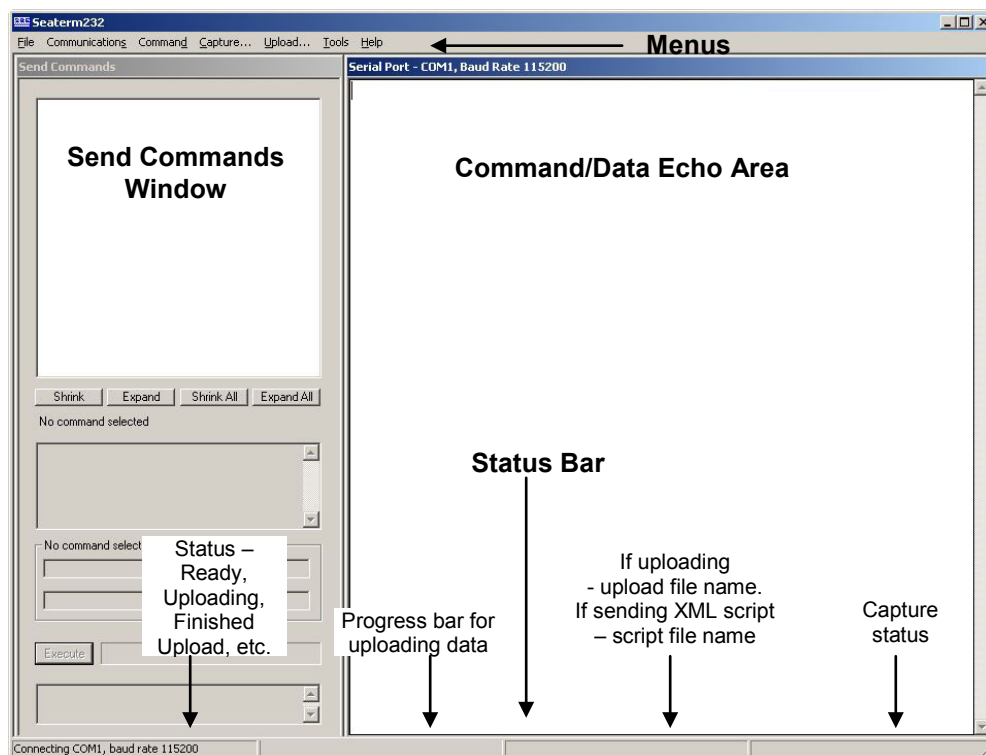 SBE Seaterm232
File Communications Command Capture... Upload... Tools Help
Menus
Send Commands
Serial Port - COM1, Baud Rate 115200
Send Commands
Window
Command/Data Echo Area
Shrink Expand Shrink All Expand All
No command selected
Status Bar
No command select
Status –
Ready,
Uploading,
Finished
Upload, etc.
Progress bar for
uploading data
If uploading
- upload file name.
If sending XML script
– script file name
Capture
status
Execute
Connecting COM1, baud rate 115200